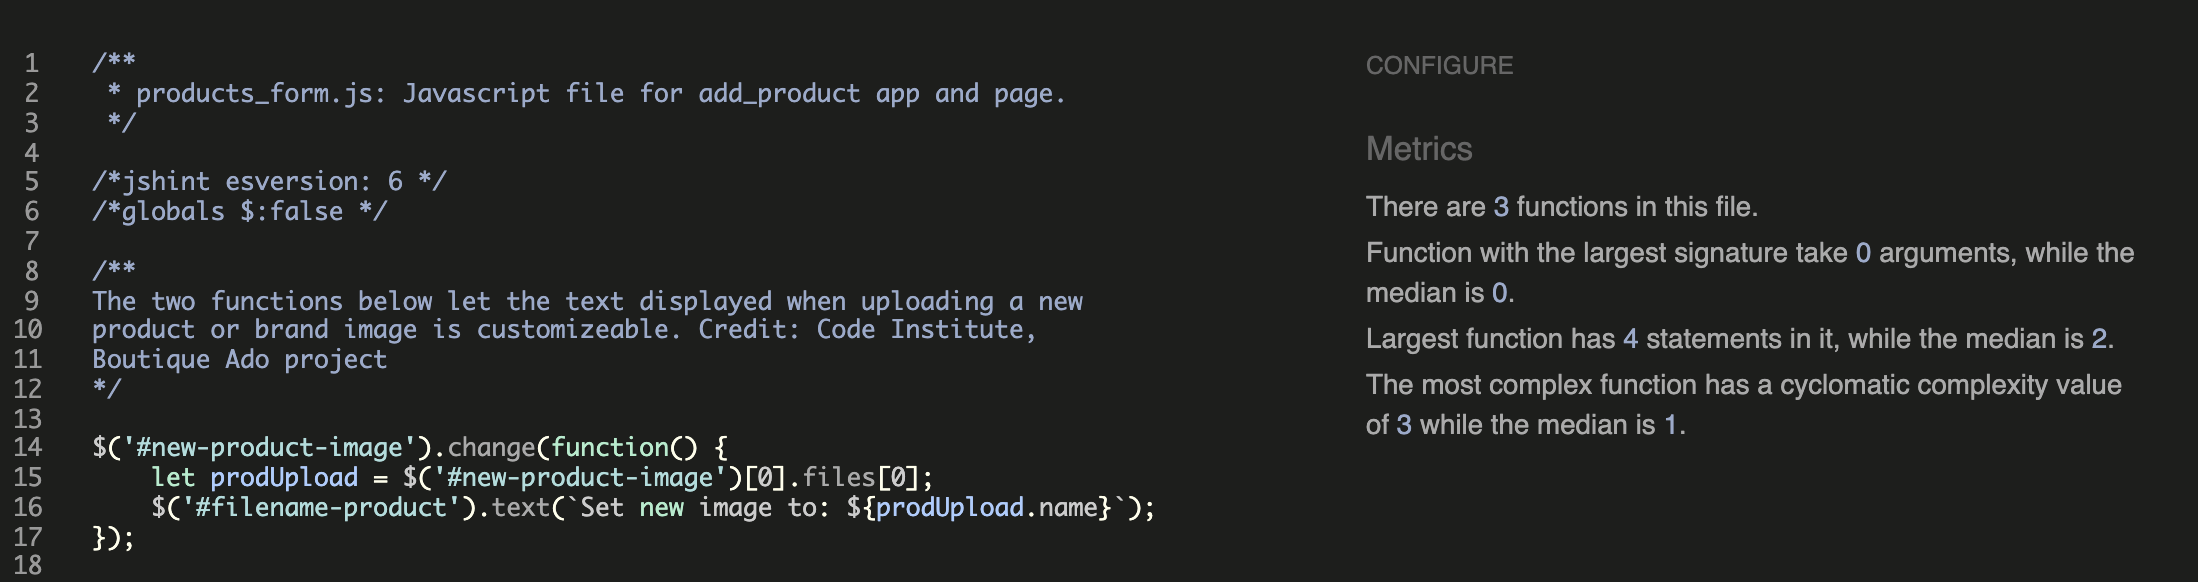 1 /**
2  * products_form.js: Javascript file for add_product app and page.
3  */
4
5 /*jshint esversion: 6 */
6 /*globals $:false */
7
8 /**
9 The two functions below let the text displayed when uploading a new
10 product or brand image is customizeable. Credit: Code Institute,
11 Boutique Ado project
12 */
13
14 $('#new-product-image').change(function() {
15     let prodUpload = $('#new-product-image')[0].files[0];
16     $('#filename-product').text(`Set new image to: ${prodUpload.name}`);
17 });
18
CONFIGURE
Metrics
There are 3 functions in this file.
Function with the largest signature take 0 arguments, while the
median is 0.
Largest function has 4 statements in it, while the median is 2.
The most complex function has a cyclomatic complexity value
of 3 while the median is 1.